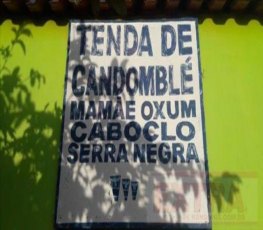 TENDA DE
CANDOMBLÉ
MAMÃE OXUM
CABOCLO
SERRA NEGRA